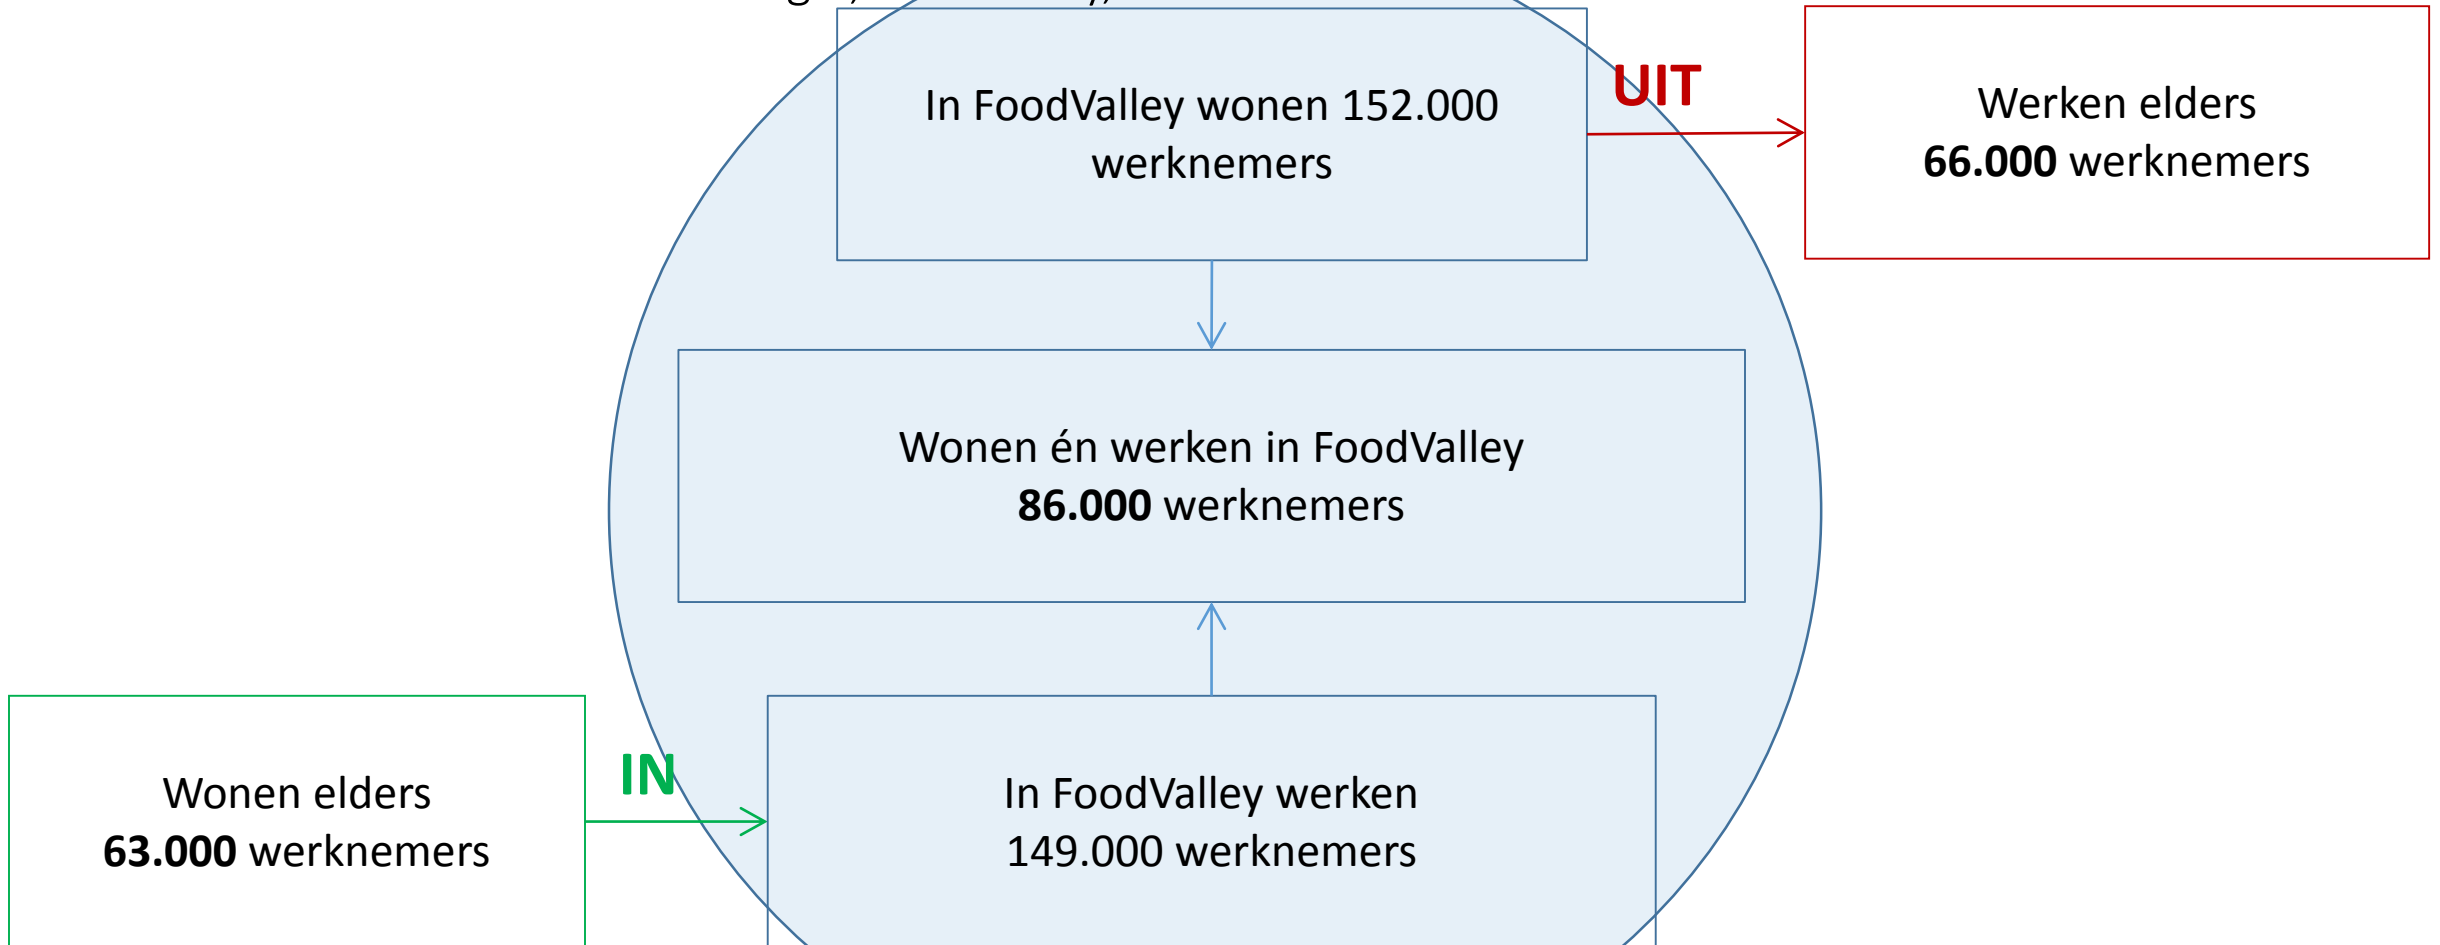 In FoodValley wonen 152.000
werknemers
UIT
Werken elders
66.000 werknemers
Wonen én werken in FoodValley
86.000 werknemers
Wonen elders
63.000 werknemers
IN
In FoodValley werken
149.000 werknemers